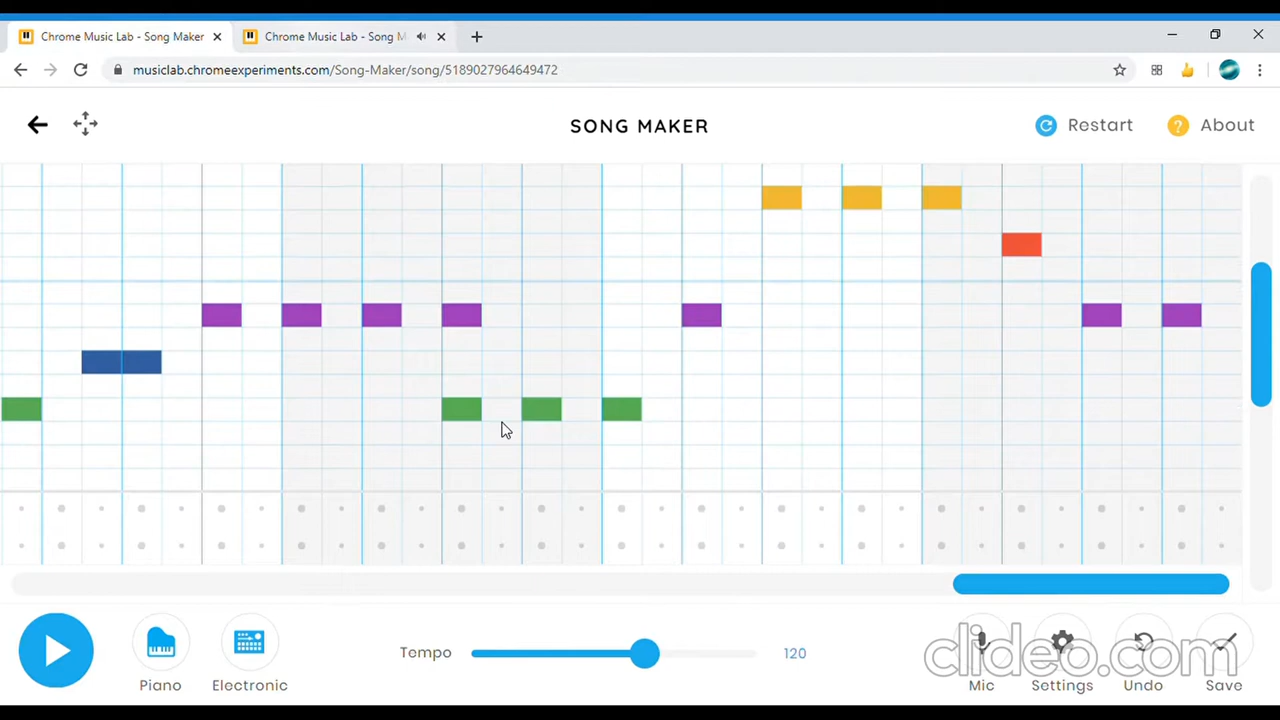 Chrome Music Lab - Song Maker
Chrome Music Lab - Song M
musiclab.chromeexperiments.com/Song-Maker/song/5189027964649472
SONG MAKER
Restart
? About
Tempo
120
Piano
Electronic
Mic
Settings
Undo
Save
clideo.com